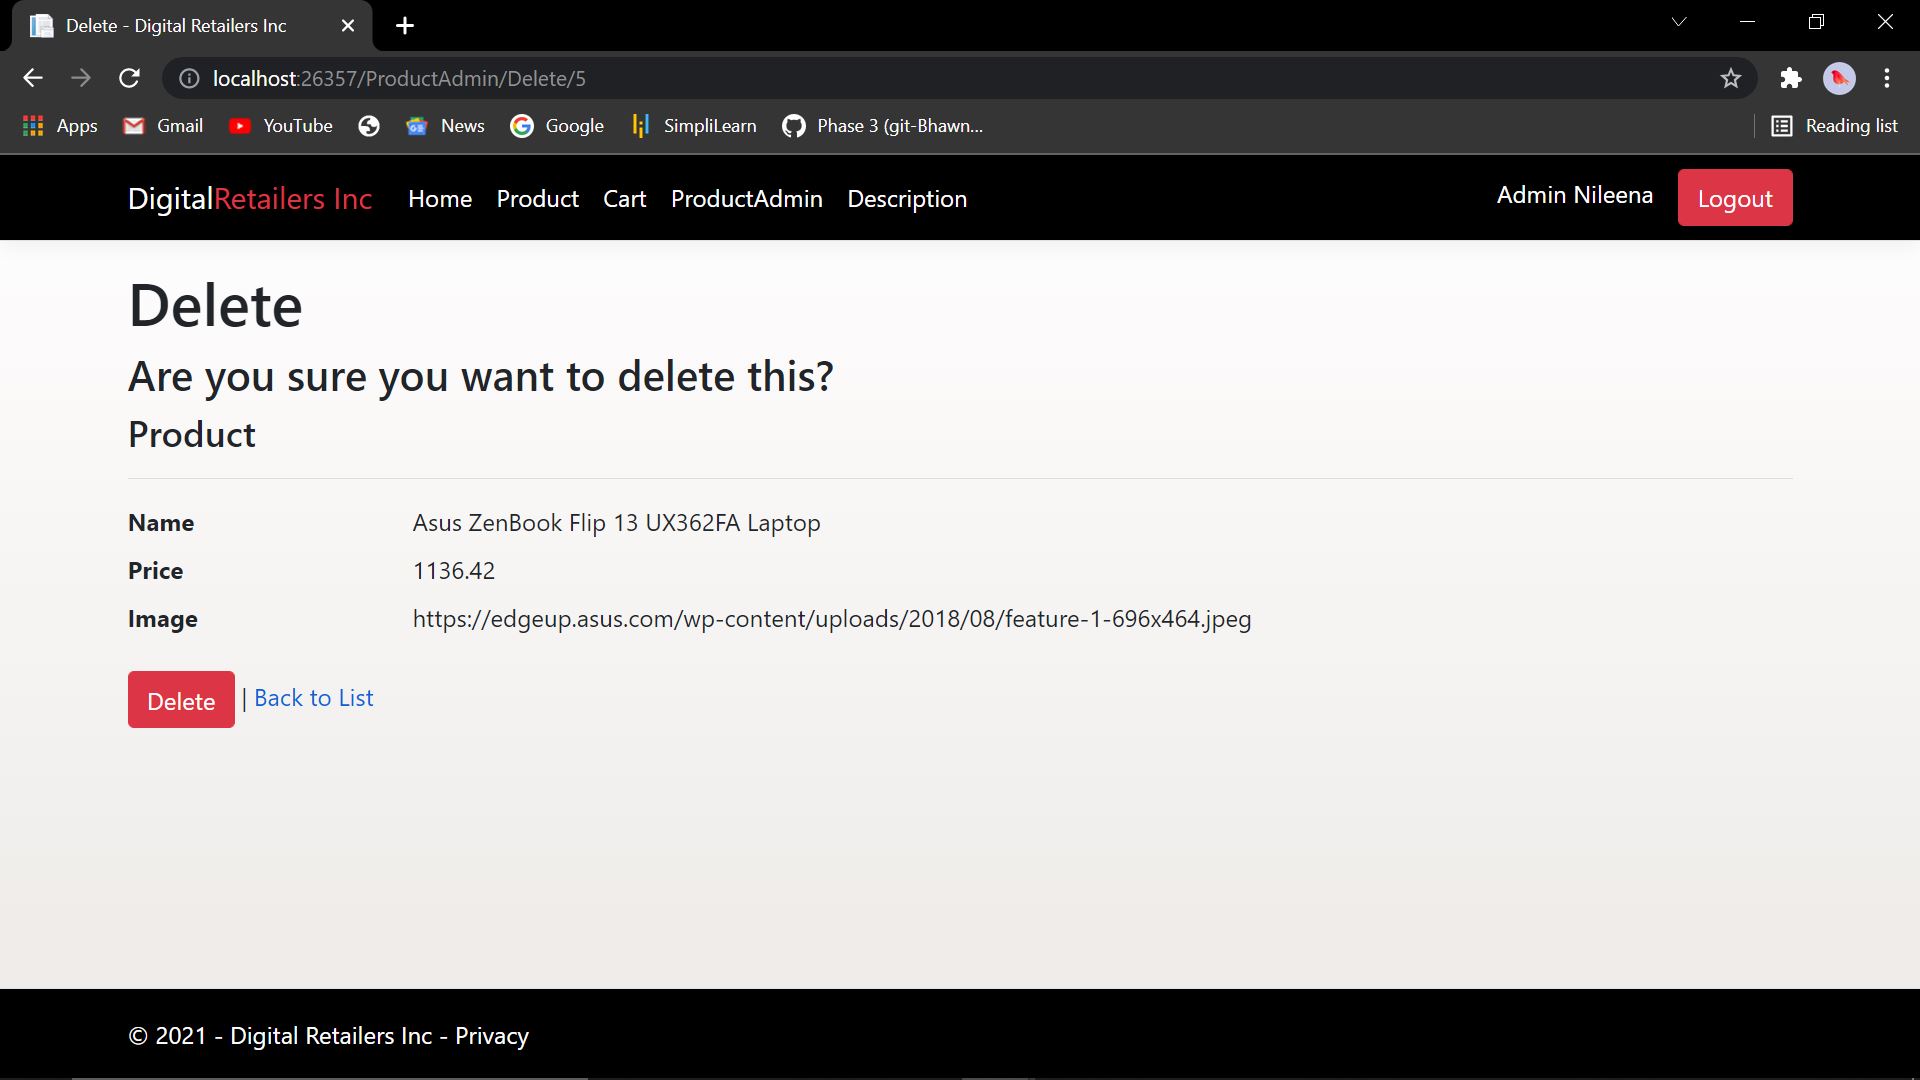 Delete - Digital Retailers Inc
localhost:26357/ProductAdmin/Delete/5
Apps Gmail YouTube News Google SimpliLearn Phase 3 (git-Bhawn... Reading list
DigitalRetailers Inc Home Product Cart ProductAdmin Description Admin Nileena Logout
Delete
Are you sure you want to delete this?
Product
Name Asus ZenBook Flip 13 UX362FA Laptop
Price 1136.42
Image https://edgeup.asus.com/wp-content/uploads/2018/08/feature-1-696x464.jpeg
Delete | Back to List
© 2021 - Digital Retailers Inc - Privacy